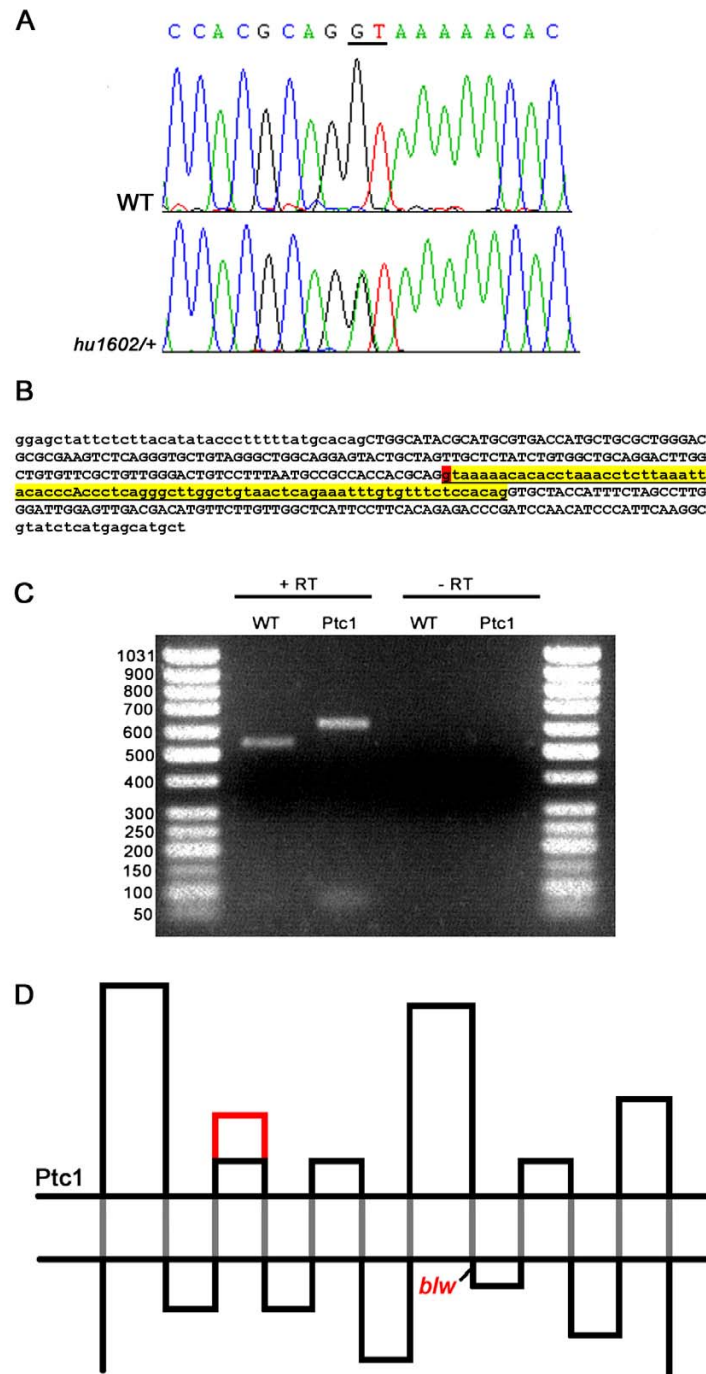 A
C C A C G C A G G T A A A A A C A C
WT
hu1602/+
B
ggagctattctcttacatataccctttttatgcacagCTGGCATACGCATGCGTGACCATGCTGCGCTGGGAC
GCGCGAAGTCTCAGGGTGCTGTAGGGCTGGCAGGAGTACTGCTAGTTGCTCTATCTGTGGCTGCAGGACTTGG
CTGTGTTCGCTGTTGGGACTGTCCTTTAATGCCGCCACCACGCAGgtaaaaacacacctaaacctcttaaatt
acacccAccctcagggcttggctgtaactcagaaatttgtgtttctccacagGTGCTACCATTTCTAGCCTTG
GGATTGGAGTTGACGACATGTTCTTGTTGGCTCATTCCTTCACAGAGACCCGATCCAACATCCCATTCAAGGC
gtatctcatgagcatgct
C
+ RT - RT
WT Ptc1 WT Ptc1
1031
900
800
700
600
500
400
300
250
200
150
100
50
D
Ptc1
blw